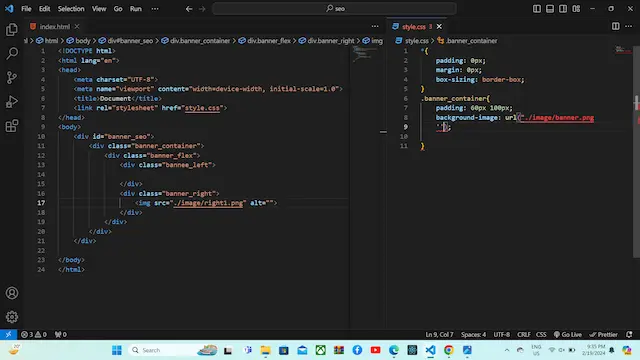 File Edit Selection View Go Run ... seo
index.html
html > body > div#banner_seo > div.banner_container > div.banner_flex > div.banner_right > img
1 <!DOCTYPE html>
2 <html lang="en">
3 <head>
4 <meta charset="UTF-8">
5 <meta name="viewport" content="width=device-width, initial-scale=1.0">
6 <title>Document</title>
7 <link rel="stylesheet" href="style.css">
8 <body>
9 <div id="banner_seo">
10 <div class="banner_container">
12 <div class="banner_flex">
13 <div class="bannee_left">
14
15 </div>
16 <div class="banner_right">
17 <img src="./image/right1.png" alt="">
18 </div>
19 </div>
20 </div>
21 </div>
22
23 </body>
24 </html>
style.css 3
style.css > .banner_container
1 *{
2 padding: 0px;
3 margin: 0px;
4 box-sizing: border-box;
5 }
6 .banner_container{
7 padding: 60px 100px;
8 background-image: url("./image/banner.png
9 '');
10
11 }
3 0 0 Ln 9, Col 7 Spaces: 4 UTF-8 CRLF CSS Go Live Prettier
Search ENG US 9:35 PM 2/19/2024